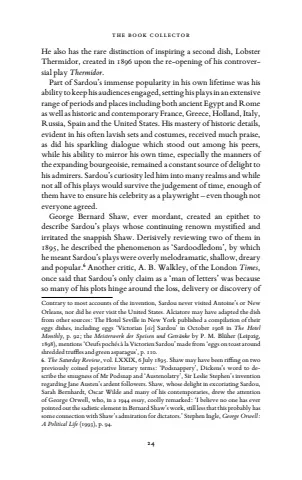 THE BOOK COLLECTOR
He also has the rare distinction of inspiring a second dish, Lobster
Thermidor, created in 1896 upon the re-opening of his controver-
sial play Thermidor.
Part of Sardou's immense popularity in his own lifetime was his
ability to keep his audiences engaged, setting his plays in an extensive
range of periods and places including both ancient Egypt and Rome
as well as historic and contemporary France, Greece, Holland, Italy,
Russia, Spain and the United States. His mastery of historic details,
evident in his often lavish sets and costumes, received much praise,
as did his sparkling dialogue which stood out among his peers,
while his ability to mirror his own time, especially the manners of
the expanding bourgeoisie, remained a constant source of delight to
his admirers. Sardou's curiosity led him into many realms and while
not all of his plays would survive the judgement of time, enough of
them have to ensure his celebrity as a playwright – even though not
everyone agreed.
George Bernard Shaw, ever mordant, created an epithet to
describe Sardou's plays whose continuing renown mystified and
irritated the snappish Shaw. Derisively reviewing two of them in
1895, he described the phenomenon as 'Sardoodledom', by which
he meant Sardou's plays were overly melodramatic, shallow, dreary
and popular.⁶ Another critic, A. B. Walkley, of the London Times,
once said that Sardou's only claim as a 'man of letters' was because
so many of his plots hinge around the loss, delivery or discovery of
Contrary to most accounts of the invention, Sardou never visited Antoine's or New
Orleans, nor did he ever visit the United States. Alciatore may have adapted the dish
from other sources: The Hotel Seville in New York published a compilation of their
eggs dishes, including eggs 'Victorian [sic] Sardou' in October 1908 in The Hotel
Monthly, p. 92; the Meisterwerk der Speisen und Getränke by P. M. Blüher (Leipzig,
1898), mentions 'Oeufs pochés à la Victorien Sardou' made from 'eggs on toast around
shredded truffles and green asparagus', p. 110.
6. The Saturday Review, vol. LXXIX, 6 July 1895. Shaw may have been riffing on two
previously coined pejorative literary terms: 'Podsnappery', Dickens's word to de-
scribe the smugness of Mr Podsnap and 'Austenolatry', Sir Leslie Stephen's invention
regarding Jane Austen's ardent followers. Shaw, whose delight in excoriating Sardou,
Sarah Bernhardt, Oscar Wilde and many of his contemporaries, drew the attention
of George Orwell, who, in a 1944 essay, coolly remarked: 'I believe no one has ever
pointed out the sadistic element in Bernard Shaw's work, still less that this probably has
some connection with Shaw's admiration for dictators.' Stephen Ingle, George Orwell:
A Political Life (1993), p. 94.
24